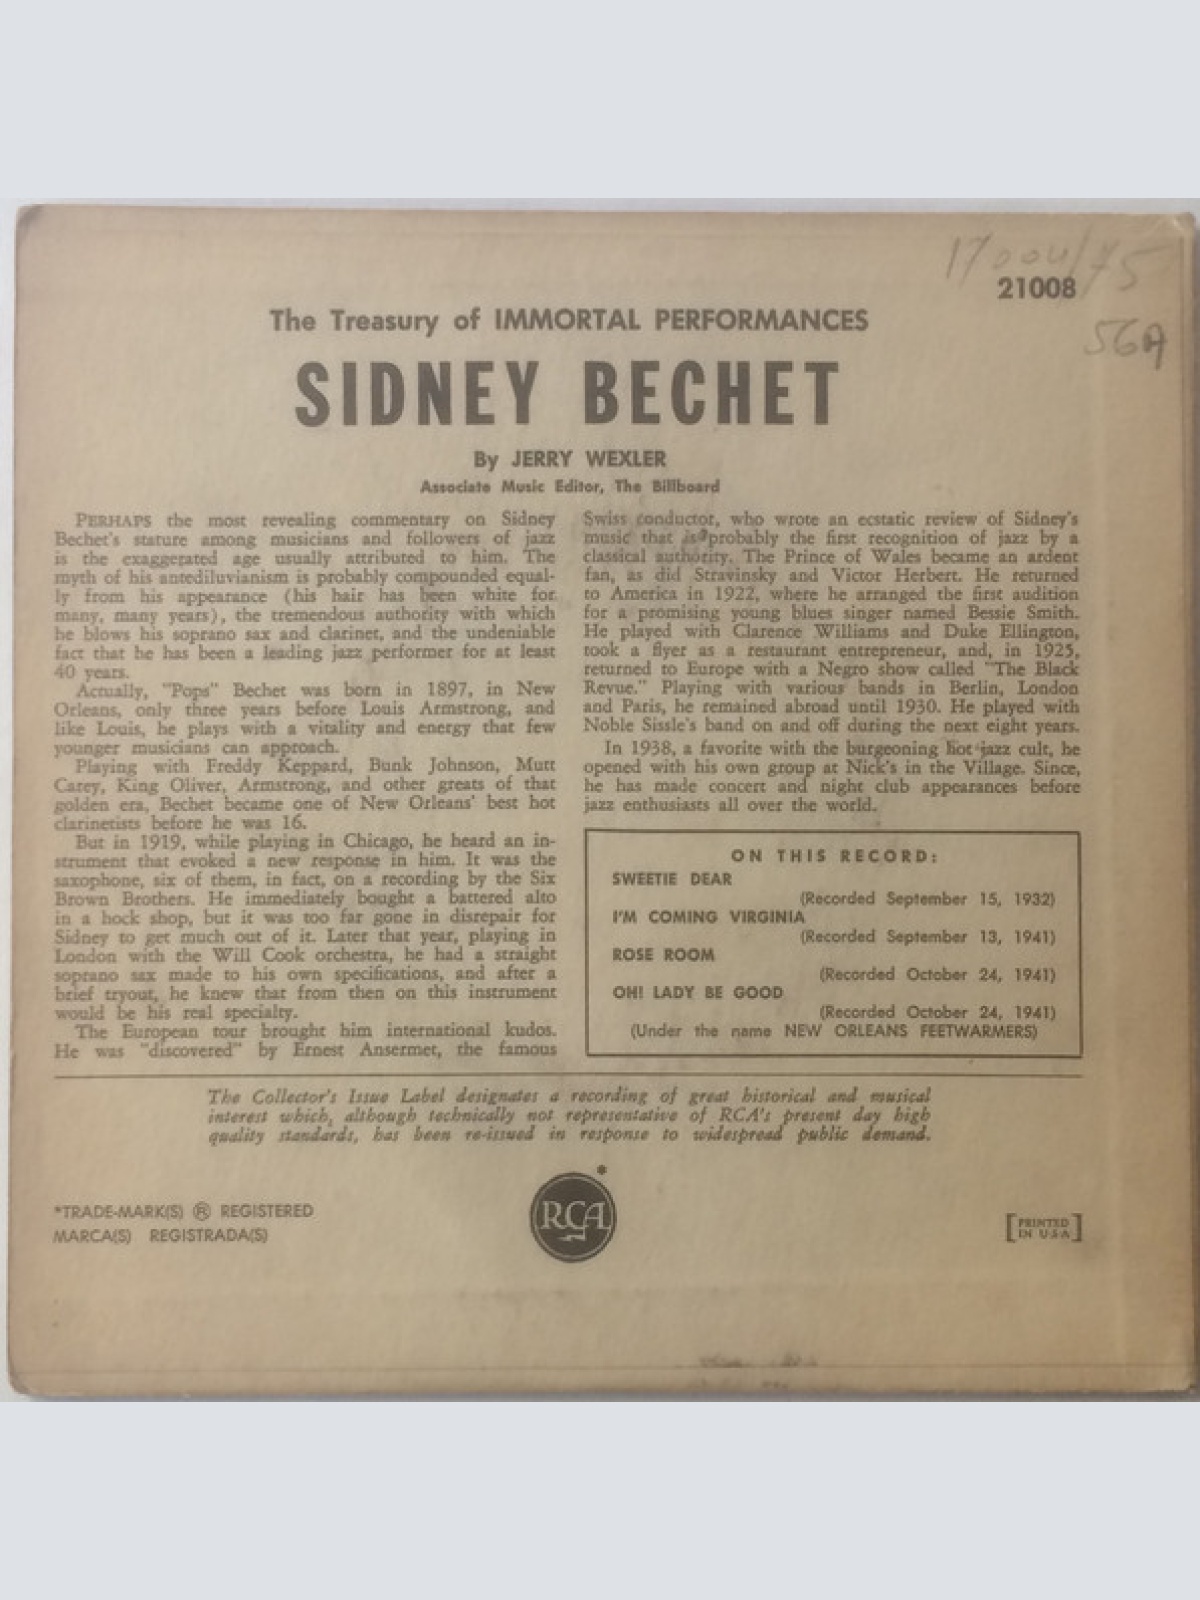 17004/75
21008
56A
The Treasury of IMMORTAL PERFORMANCES
SIDNEY BECHET
By JERRY WEXLER
Associate Music Editor, The Billboard
PERHAPS the most revealing commentary on Sidney
Bechet's stature among musicians and followers of jazz
is the exaggerated age usually attributed to him. The
myth of his antediluvianism is probably compounded equal-
ly from his appearance (his hair has been white for
many, many years), the tremendous authority with which
he blows his soprano sax and clarinet, and the undeniable
fact that he has been a leading jazz performer for at least
40 years.
Actually, "Pops" Bechet was born in 1897, in New
Orleans, only three years before Louis Armstrong, and
like Louis, he plays with a vitality and energy that few
younger musicians can approach.
Playing with Freddy Keppard, Bunk Johnson, Mutt
Carey, King Oliver, Armstrong, and other greats of that
golden era, Bechet became one of New Orleans' best hot
clarinetists before he was 16.
But in 1919, while playing in Chicago, he heard an in-
strument that evoked a new response in him. It was the
saxophone, six of them, in fact, on a recording by the Six
Brown Brothers. He immediately bought a battered alto
in a hock shop, but it was too far gone in disrepair for
Sidney to get much out of it. Later that year, playing in
London with the Will Cook orchestra, he had a straight
soprano sax made to his own specifications, and after a
brief tryout, he knew that from then on this instrument
would be his real specialty.
The European tour brought him international kudos.
He was "discovered" by Ernest Ansermet, the famous
Swiss conductor, who wrote an ecstatic review of Sidney's
music that is probably the first recognition of jazz by a
classical authority. The Prince of Wales became an ardent
fan, as did Stravinsky and Victor Herbert. He returned
to America in 1922, where he arranged the first audition
for a promising young blues singer named Bessie Smith.
He played with Clarence Williams and Duke Ellington,
took a flyer as a restaurant entrepreneur, and, in 1925,
returned to Europe with a Negro show called "The Black
Revue." Playing with various bands in Berlin, London
and Paris, he remained abroad until 1930. He played with
Noble Sissle's band on and off during the next eight years.
In 1938, a favorite with the burgeoning hot jazz cult, he
opened with his own group at Nick's in the Village. Since,
he has made concert and night club appearances before
jazz enthusiasts all over the world.
ON THIS RECORD:
SWEETIE DEAR
(Recorded September 15, 1932)
I'M COMING VIRGINIA
(Recorded September 13, 1941)
ROSE ROOM
(Recorded October 24, 1941)
OH! LADY BE GOOD
(Recorded October 24, 1941)
(Under the name NEW ORLEANS FEETWARMERS)
The Collector's Issue Label designates a recording of great historical and musical
interest which, although technically not representative of RCA's present day high
quality standards, has been re-issued in response to widespread public demand.
*TRADE-MARK(S) ® REGISTERED
MARCA(S) REGISTRADA(S)
RCA *
[PRINTED
IN U.S.A]